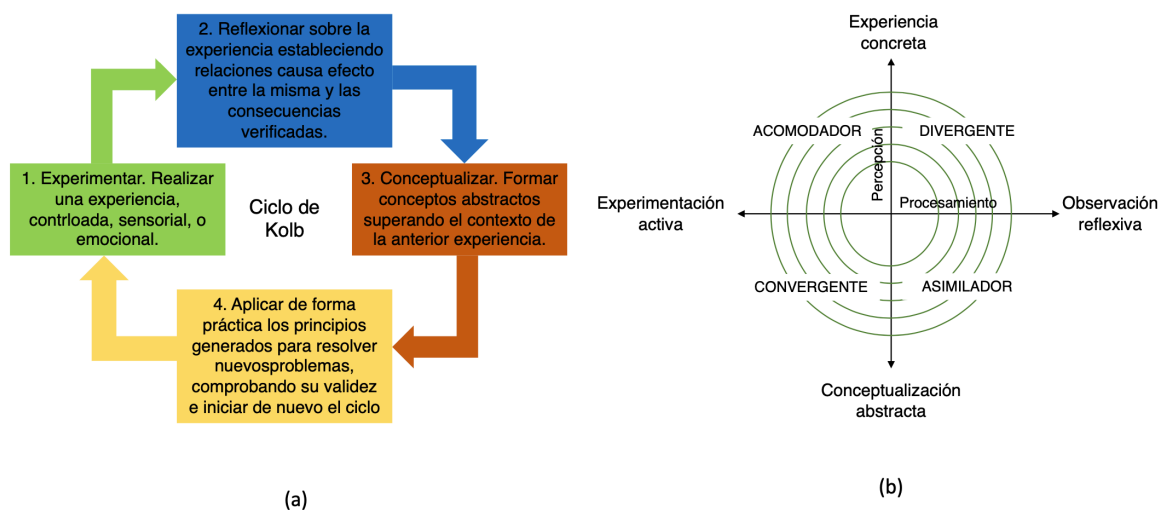 2. Reflexionar sobre la
experiencia estableciendo
relaciones causa efecto
entre la misma y las
consecuencias
verificadas.
1. Experimentar. Realizar
una experiencia,
contrloada, sensorial, o
emocional.
Ciclo de
Kolb
3. Conceptualizar. Formar
conceptos abstractos
superando el contexto de
la anterior experiencia.
4. Aplicar de forma
práctica los principios
generados para resolver
nuevosproblemas,
comprobando su validez
e iniciar de nuevo el ciclo
(a)
Experiencia
concreta
ACOMODADOR
DIVERGENTE
Percepción
Procesamiento
Experimentación
activa
Observación
reflexiva
CONVERGENTE
ASIMILADOR
Conceptualización
abstracta
(b)